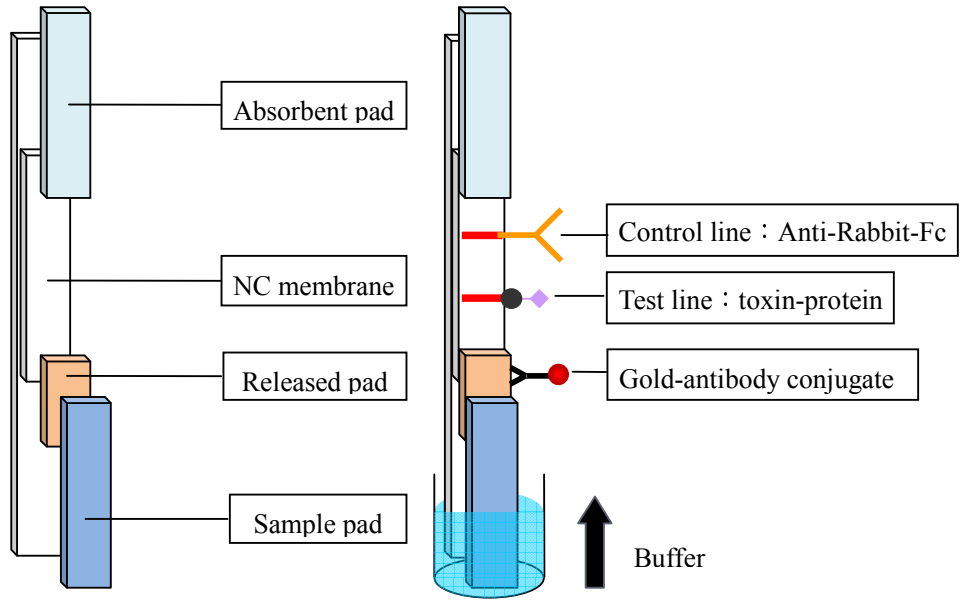 Absorbent pad
NC membrane
Released pad
Sample pad
Control line：Anti-Rabbit-Fc
Test line：toxin-protein
Gold-antibody conjugate
Buffer